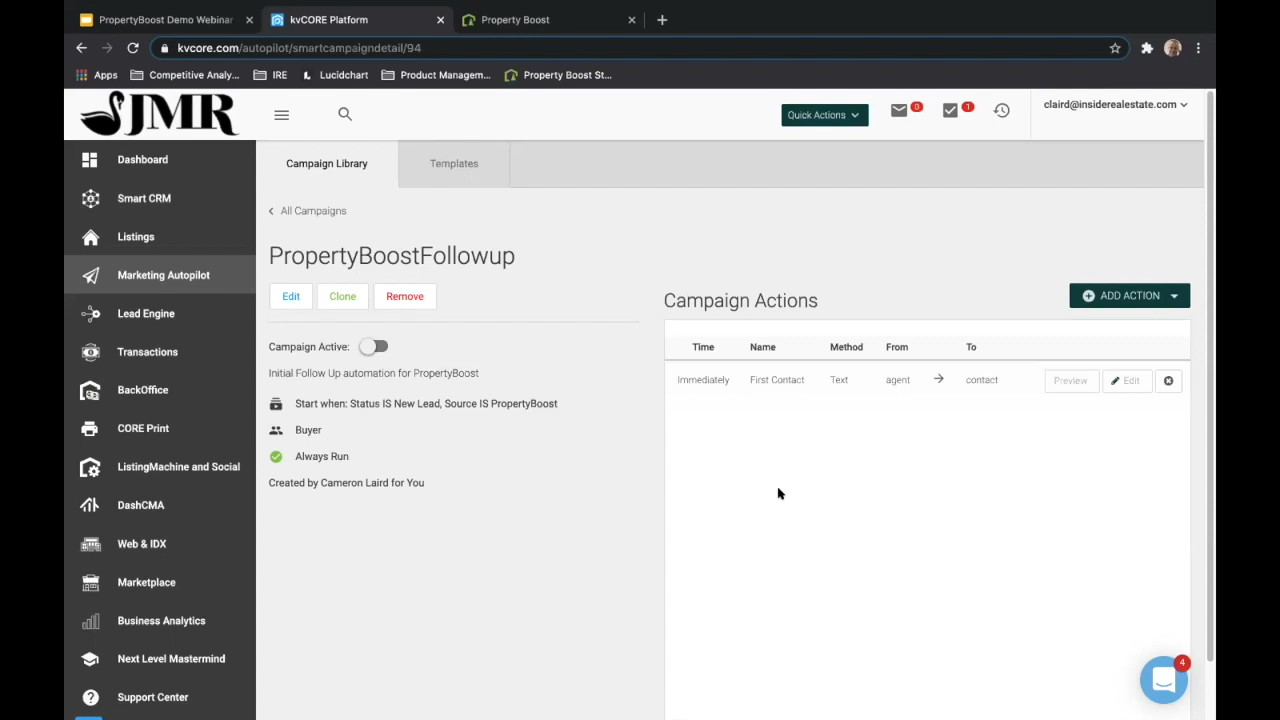 PropertyBoost Demo Webinar
kvCORE Platform
Property Boost
kvcore.com/autopilot/smartcampaigndetail/94
Apps
Competitive Analy...
IRE
Lucidchart
Product Managem...
Property Boost St...
JMR
Quick Actions
0
1
claird@insiderealestate.com
Dashboard
Smart CRM
Listings
Marketing Autopilot
Lead Engine
Transactions
BackOffice
CORE Print
ListingMachine and Social
DashCMA
Web & IDX
Marketplace
Business Analytics
Next Level Mastermind
Support Center
Campaign Library
Templates
All Campaigns
PropertyBoostFollowup
Edit
Clone
Remove
Campaign Active:
Initial Follow Up automation for PropertyBoost
Start when: Status IS New Lead, Source IS PropertyBoost
Buyer
Always Run
Created by Cameron Laird for You
Campaign Actions
ADD ACTION
Time Name Method From To
Immediately First Contact Text agent → contact Preview Edit
4